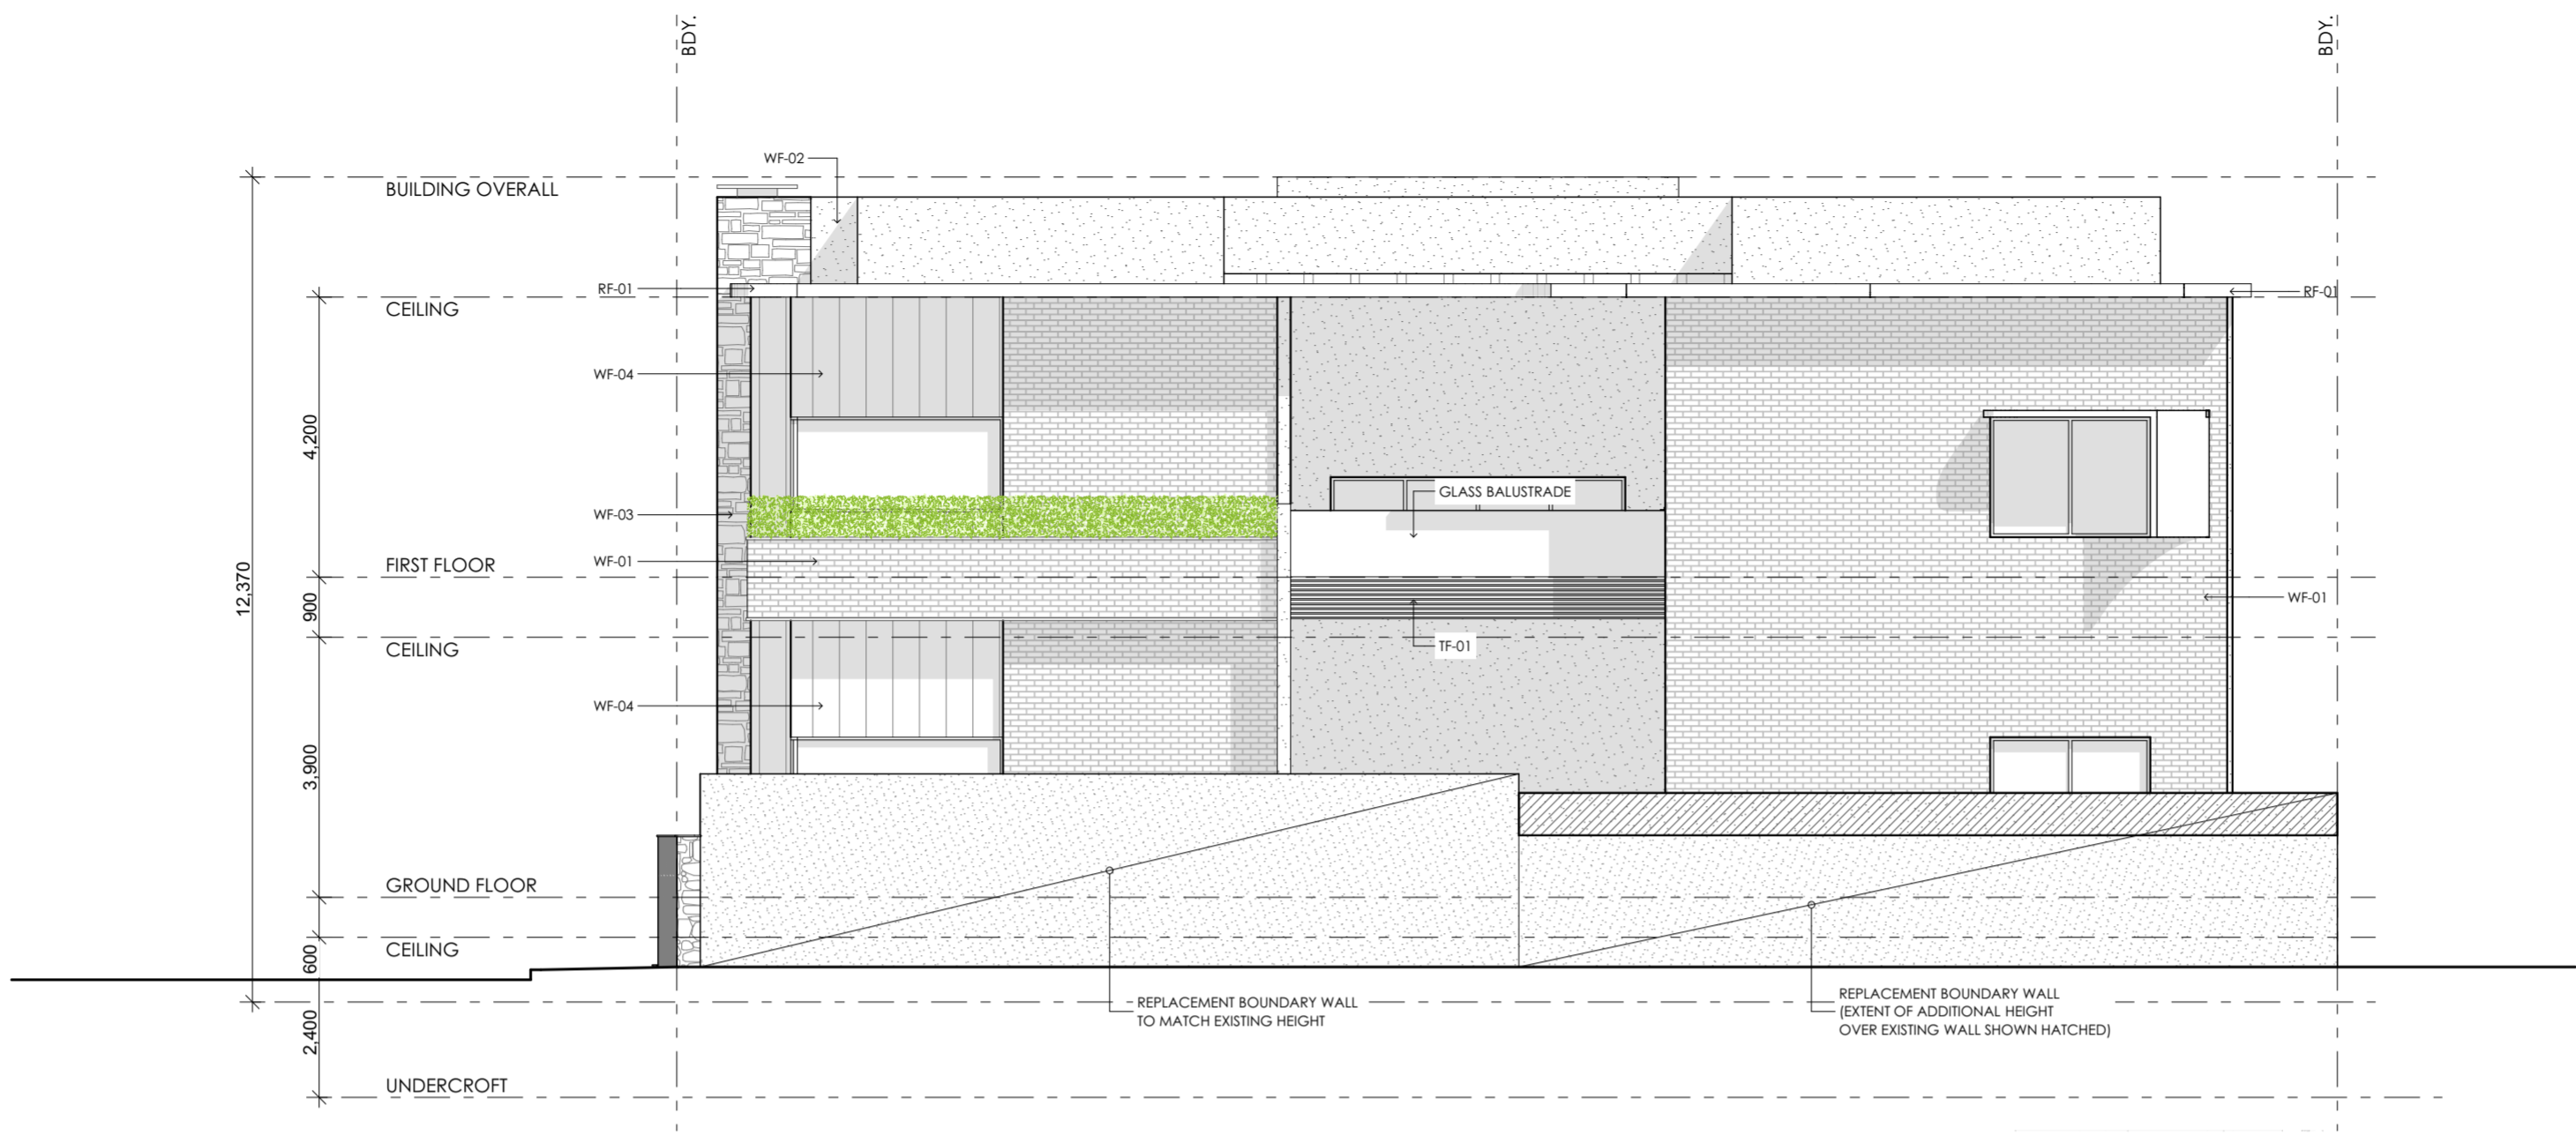 BDY.
BDY.
WF-02
BUILDING OVERALL
RF-01
RF-01
CEILING
WF-04
4,200
GLASS BALUSTRADE
WF-03
WF-01
FIRST FLOOR
12,370
900
WF-01
CEILING
TF-01
WF-04
3,900
GROUND FLOOR
CEILING
600
REPLACEMENT BOUNDARY WALL
TO MATCH EXISTING HEIGHT
REPLACEMENT BOUNDARY WALL
(EXTENT OF ADDITIONAL HEIGHT
OVER EXISTING WALL SHOWN HATCHED)
2,400
UNDERCROFT